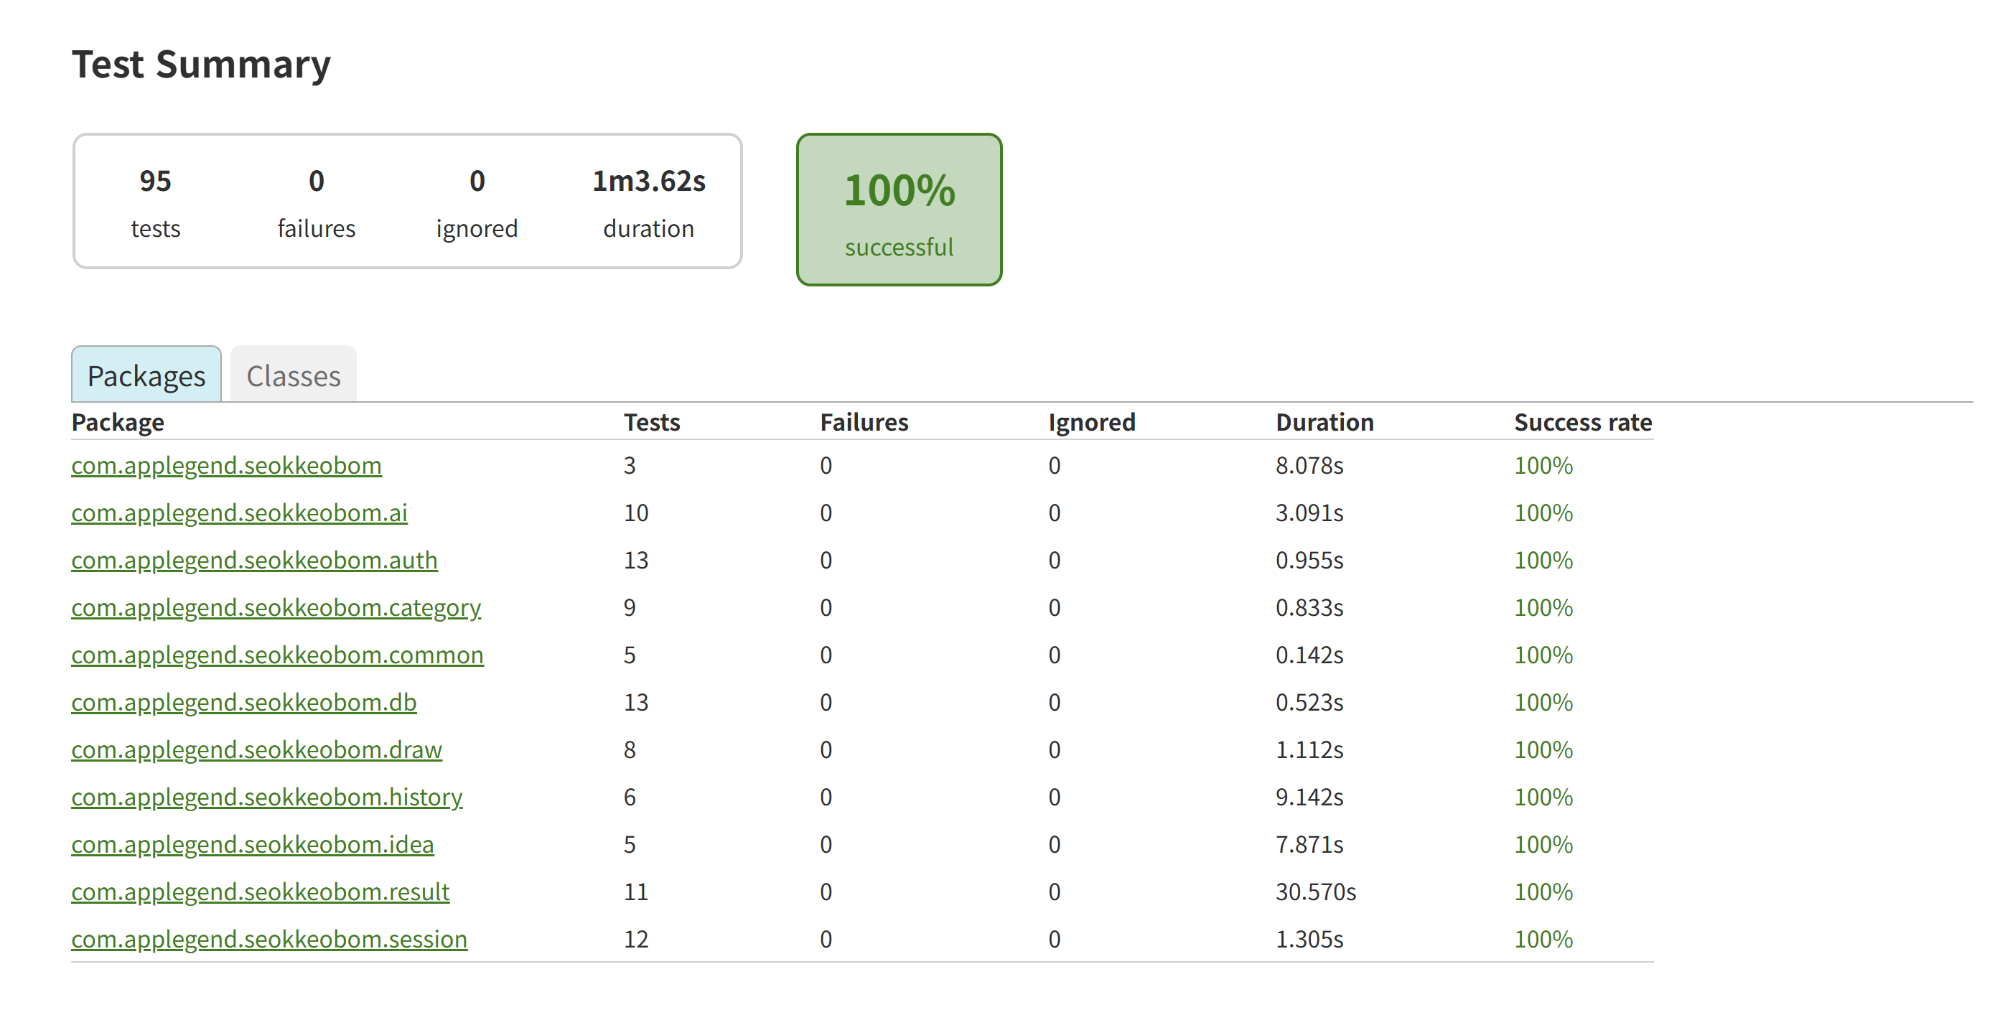 Test Summary
95 0 0 1m3.62s
tests failures ignored duration
100%
successful
Packages Classes
Package Tests Failures Ignored Duration Success rate
com.applegend.seokkeobom 3 0 0 8.078s 100%
com.applegend.seokkeobom.ai 10 0 0 3.091s 100%
com.applegend.seokkeobom.auth 13 0 0 0.955s 100%
com.applegend.seokkeobom.category 9 0 0 0.833s 100%
com.applegend.seokkeobom.common 5 0 0 0.142s 100%
com.applegend.seokkeobom.db 13 0 0 0.523s 100%
com.applegend.seokkeobom.draw 8 0 0 1.112s 100%
com.applegend.seokkeobom.history 6 0 0 9.142s 100%
com.applegend.seokkeobom.idea 5 0 0 7.871s 100%
com.applegend.seokkeobom.result 11 0 0 30.570s 100%
com.applegend.seokkeobom.session 12 0 0 1.305s 100%